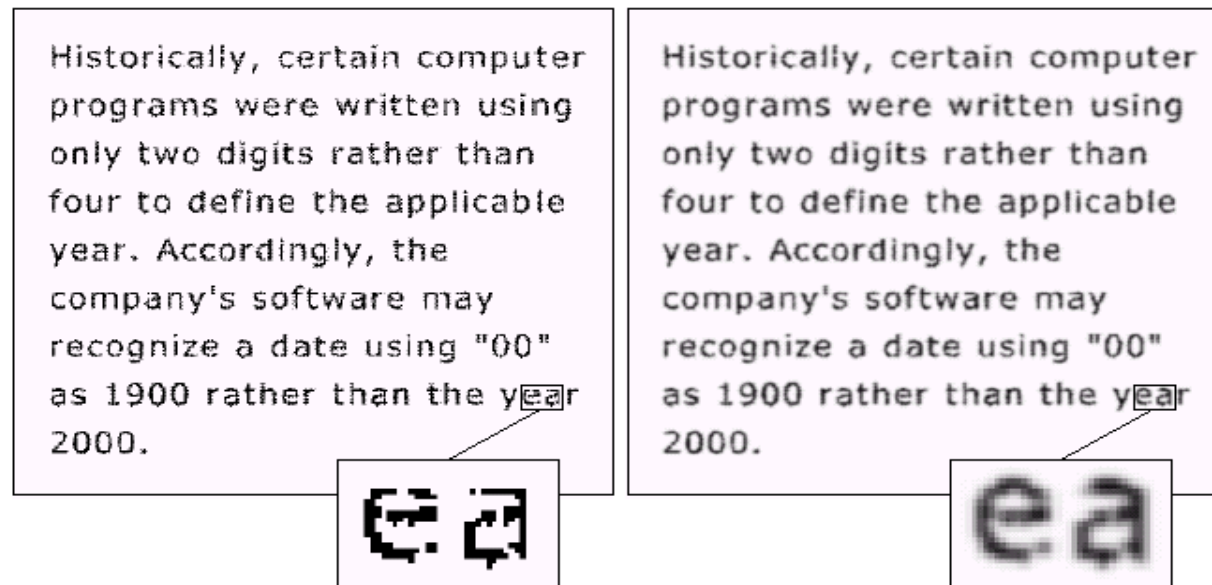 Historically, certain computer
programs were written using
only two digits rather than
four to define the applicable
year. Accordingly, the
company's software may
recognize a date using "00"
as 1900 rather than the year
2000.
ea
Historically, certain computer
programs were written using
only two digits rather than
four to define the applicable
year. Accordingly, the
company's software may
recognize a date using "00"
as 1900 rather than the year
2000.
ea